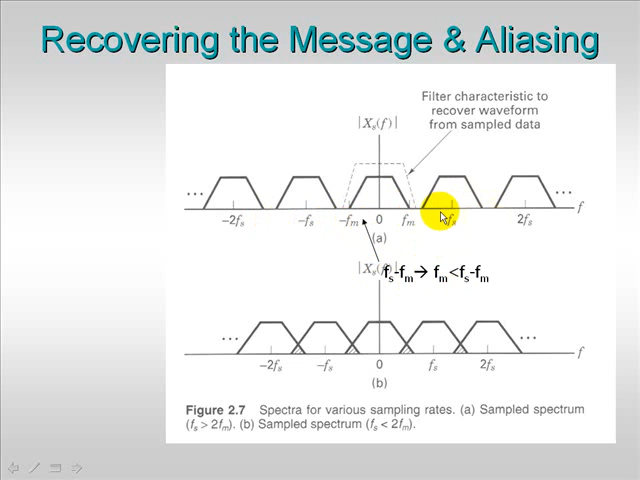 Recovering the Message & Aliasing
Filter characteristic to
recover waveform
from sampled data
|Xₛ(f)|
... ...
−2fₛ −fₛ −fₘ 0 fₘ fₛ 2fₛ f
(a)
|Xₛ(f)|
fₛ-fₘ→ fₘ<fₛ-fₘ
... ...
−2fₛ −fₛ 0 fₛ 2fₛ f
(b)
Figure 2.7 Spectra for various sampling rates. (a) Sampled spectrum
(fₛ > 2fₘ). (b) Sampled spectrum (fₛ < 2fₘ).